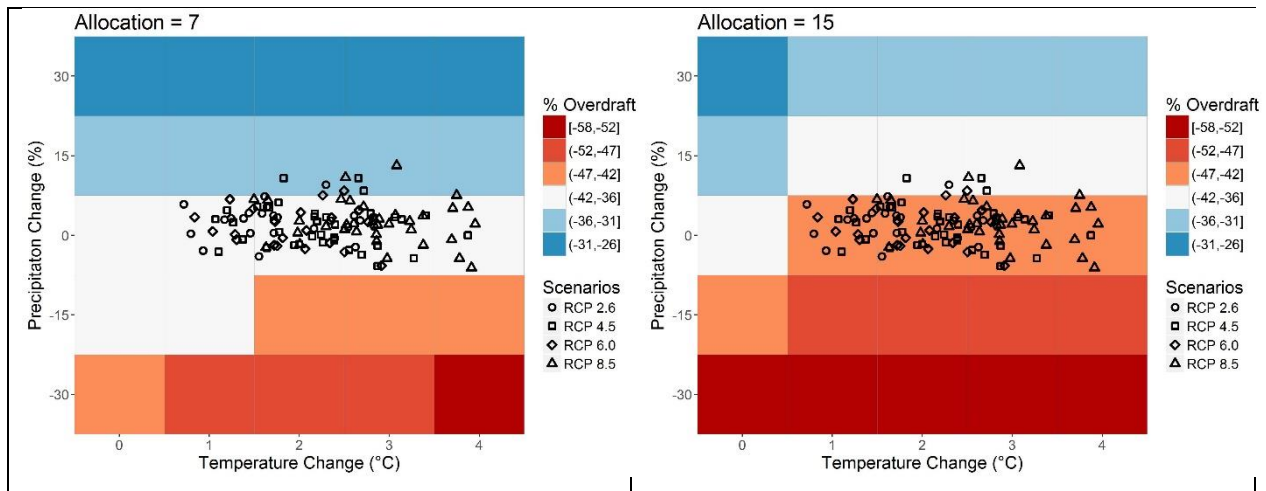 Allocation = 7
Precipitaton Change (%)
30
15
0
-15
-30
0 1 2 3 4
Temperature Change (°C)
% Overdraft
[-58,-52]
(-52,-47]
(-47,-42]
(-42,-36]
(-36,-31]
(-31,-26]
Scenarios
RCP 2.6
RCP 4.5
RCP 6.0
RCP 8.5
Allocation = 15
Precipitaton Change (%)
30
15
0
-15
-30
0 1 2 3 4
Temperature Change (°C)
% Overdraft
[-58,-52]
(-52,-47]
(-47,-42]
(-42,-36]
(-36,-31]
(-31,-26]
Scenarios
RCP 2.6
RCP 4.5
RCP 6.0
RCP 8.5